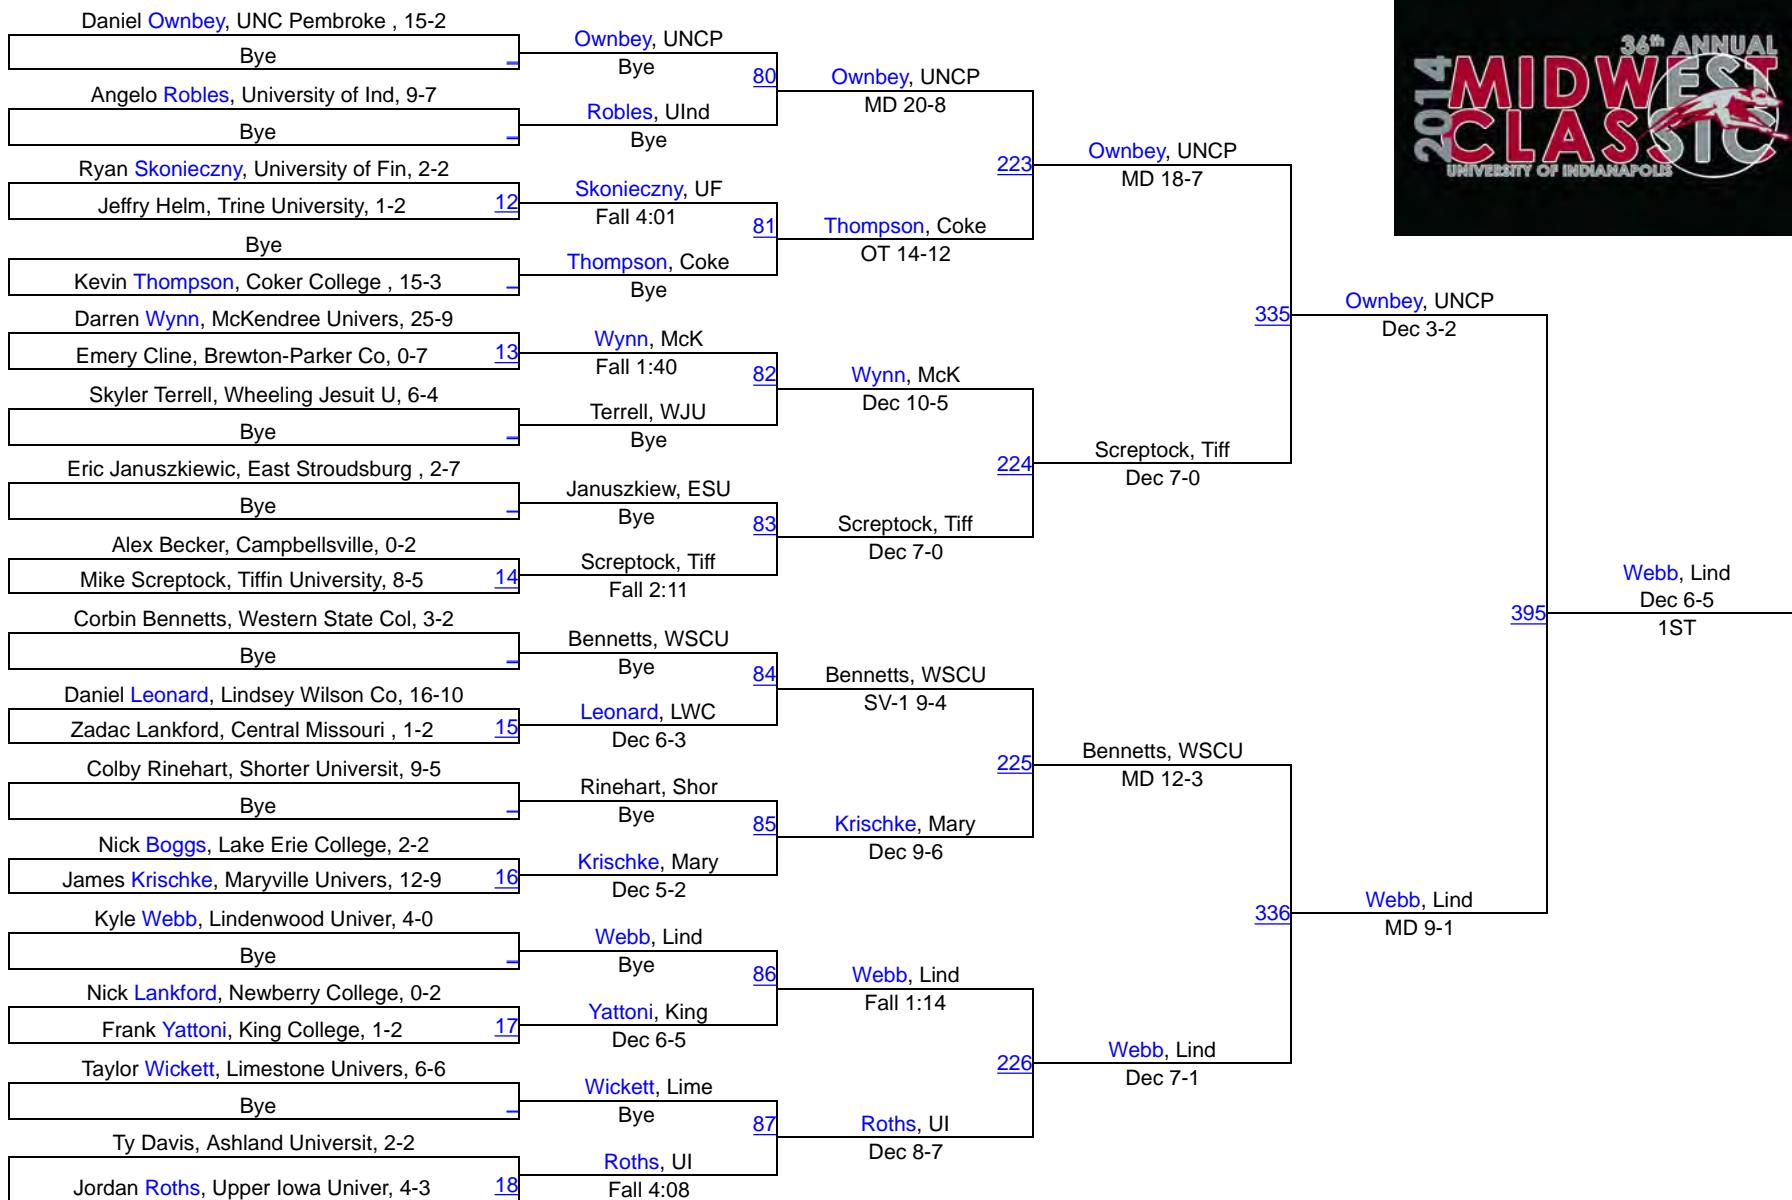 Daniel Ownbey, UNC Pembroke , 15-2
Bye
Angelo Robles, University of Ind, 9-7
Bye
Ryan Skonieczny, University of Fin, 2-2
Jeffry Helm, Trine University, 1-2
12
Bye
Kevin Thompson, Coker College , 15-3
Darren Wynn, McKendree Univers, 25-9
Emery Cline, Brewton-Parker Co, 0-7
13
Skyler Terrell, Wheeling Jesuit U, 6-4
Bye
Eric Januszkiewic, East Stroudsburg , 2-7
Bye
Alex Becker, Campbellsville, 0-2
Mike Screptock, Tiffin University, 8-5
14
Corbin Bennetts, Western State Col, 3-2
Bye
Daniel Leonard, Lindsey Wilson Co, 16-10
Zadac Lankford, Central Missouri , 1-2
15
Colby Rinehart, Shorter Universit, 9-5
Bye
Nick Boggs, Lake Erie College, 2-2
James Krischke, Maryville Univers, 12-9
16
Kyle Webb, Lindenwood Univer, 4-0
Bye
Nick Lankford, Newberry College, 0-2
Frank Yattoni, King College, 1-2
17
Taylor Wickett, Limestone Univers, 6-6
Bye
Ty Davis, Ashland Universit, 2-2
Jordan Roths, Upper Iowa Univer, 4-3
18
Ownbey, UNCP
Bye
80
Robles, UInd
Bye
Skonieczny, UF
Fall 4:01
81
Thompson, Coke
Bye
Wynn, McK
Fall 1:40
82
Terrell, WJU
Bye
Januszkiew, ESU
Bye
83
Screptock, Tiff
Fall 2:11
Bennetts, WSCU
Bye
84
Leonard, LWC
Dec 6-3
Rinehart, Shor
Bye
85
Krischke, Mary
Dec 5-2
Webb, Lind
Bye
86
Yattoni, King
Dec 6-5
Wickett, Lime
Bye
87
Roths, UI
Fall 4:08
Ownbey, UNCP
MD 20-8
223
Thompson, Coke
OT 14-12
Wynn, McK
Dec 10-5
224
Screptock, Tiff
Dec 7-0
Bennetts, WSCU
SV-1 9-4
225
Krischke, Mary
Dec 9-6
Webb, Lind
Fall 1:14
226
Roths, UI
Dec 8-7
Ownbey, UNCP
MD 18-7
335
Screptock, Tiff
Dec 7-0
Bennetts, WSCU
MD 12-3
336
Webb, Lind
Dec 7-1
Ownbey, UNCP
Dec 3-2
395
Webb, Lind
MD 9-1
Webb, Lind
Dec 6-5
1ST
36th ANNUAL
2014
MIDWEST
CLASSIC
UNIVERSITY OF INDIANAPOLIS